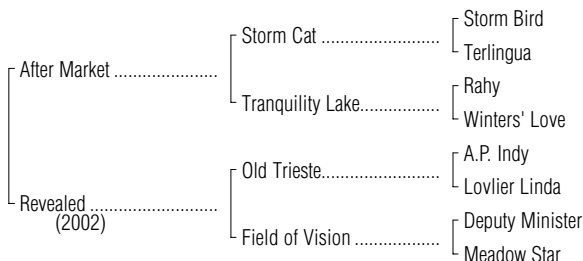 Storm Bird
Storm Cat ..............................
Terlingua
After Market ..........................
Rahy
Tranquility Lake....................
Winters' Love
A.P. Indy
Old Trieste..............................
Lovlier Linda
Revealed ................................
(2002)
Deputy Minister
Field of Vision .....................
Meadow Star